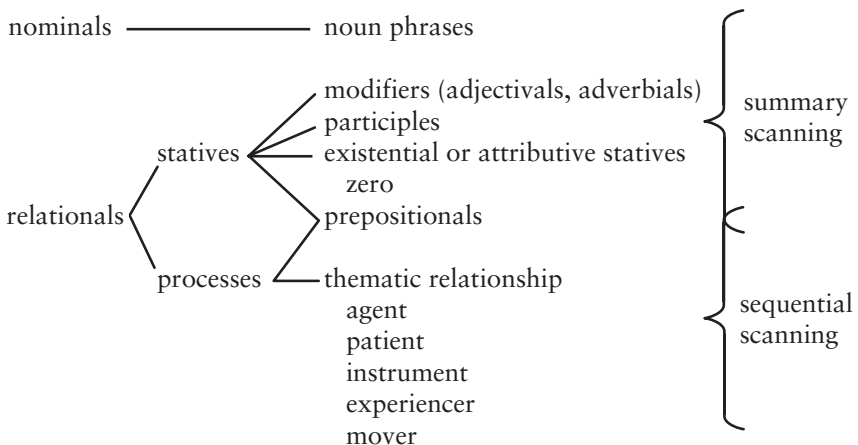 nominals noun phrases
modifiers (adjectivals, adverbials)
participles
statives existential or attributive statives
zero
relationals prepositionals
processes thematic relationship
agent
patient
instrument
experiencer
mover
summary
scanning
sequential
scanning